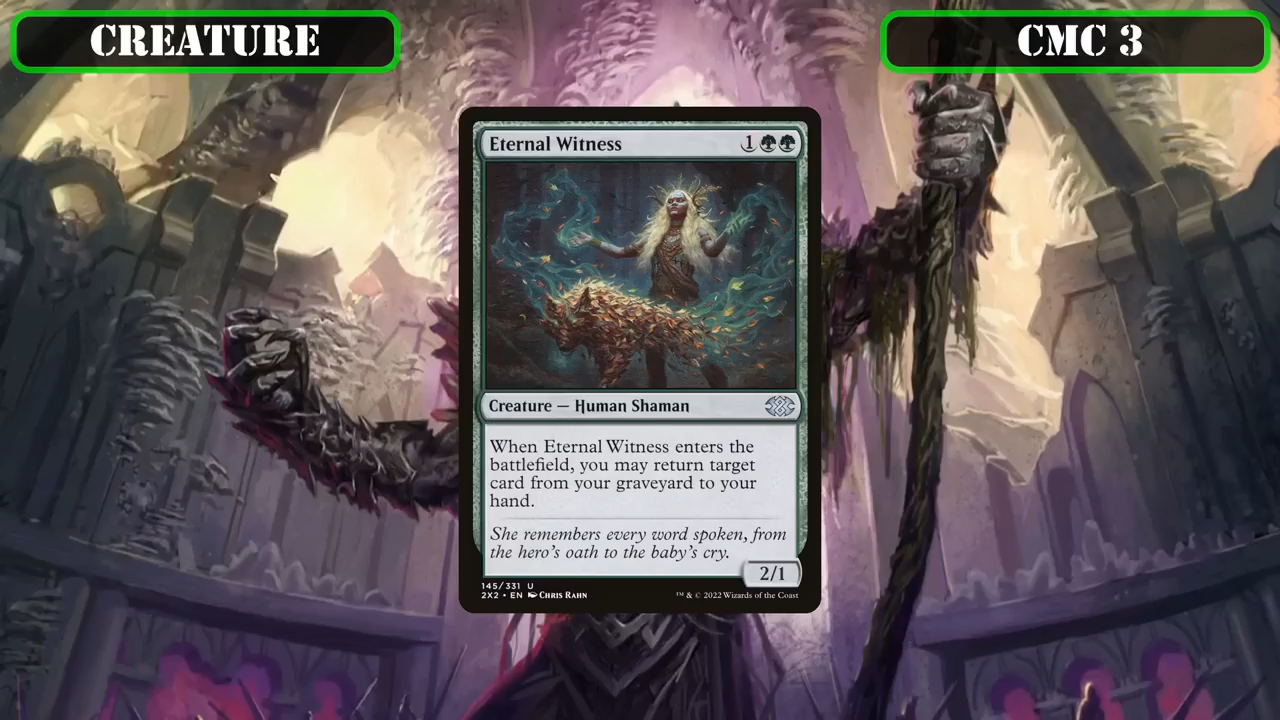 CREATURE
CMC 3
Eternal Witness 1
Creature — Human Shaman
When Eternal Witness enters the
battlefield, you may return target
card from your graveyard to your
hand.
She remembers every word spoken, from
the hero's oath to the baby's cry.
2/1
145/331 U
2X2 • EN Chris Rahn
™ & © 2022 Wizards of the Coast